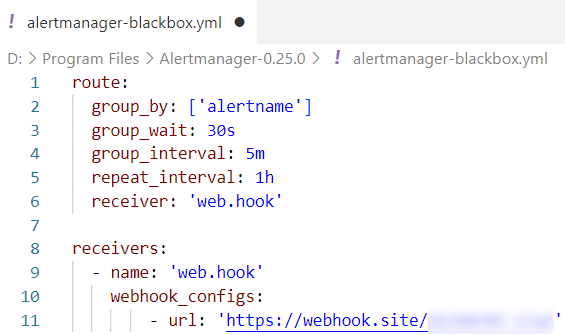 ! alertmanager-blackbox.yml ●
D: > Program Files > Alertmanager-0.25.0 > ! alertmanager-blackbox.yml
1 route:
2 group_by: ['alertname']
3 group_wait: 30s
4 group_interval: 5m
5 repeat_interval: 1h
6 receiver: 'web.hook'
7
8 receivers:
9 - name: 'web.hook'
10 webhook_configs:
11 - url: 'https://webhook.site/